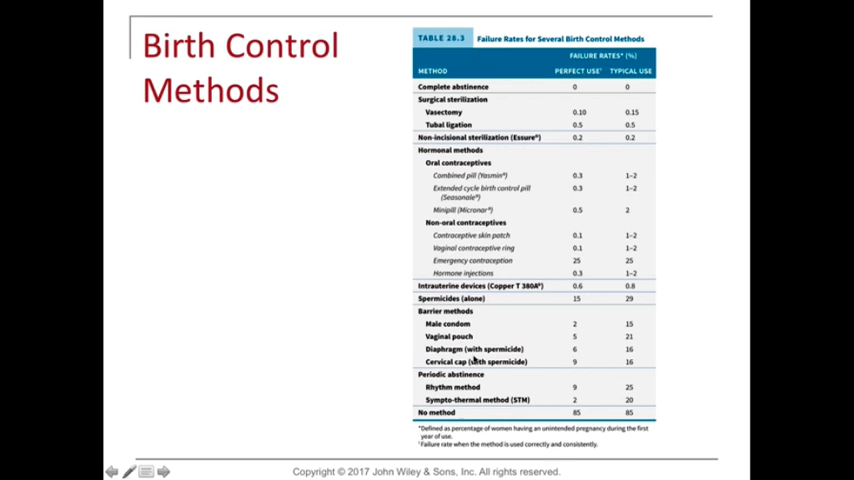 Birth Control
Methods
TABLE 28.3 Failure Rates for Several Birth Control Methods
FAILURE RATES* (%)
METHOD PERFECT USE† TYPICAL USE
Complete abstinence 0 0
Surgical sterilization
Vasectomy 0.10 0.15
Tubal ligation 0.5 0.5
Non-incisional sterilization (Essure®) 0.2 0.2
Hormonal methods
Oral contraceptives
Combined pill (Yasmin®) 0.3 1–2
Extended cycle birth control pill
(Seasonale®) 0.3 1–2
Minipill (Micronor®) 0.5 2
Non-oral contraceptives
Contraceptive skin patch 0.1 1–2
Vaginal contraceptive ring 0.1 1–2
Emergency contraception 25 25
Hormone injections 0.3 1–2
Intrauterine devices (Copper T 380A®) 0.6 0.8
Spermicides (alone) 15 29
Barrier methods
Male condom 2 15
Vaginal pouch 5 21
Diaphragm (with spermicide) 6 16
Cervical cap (with spermicide) 9 16
Periodic abstinence
Rhythm method 9 25
Sympto-thermal method (STM) 2 20
No method 85 85
*Defined as percentage of women having an unintended pregnancy during the first
year of use.
†Failure rate when the method is used correctly and consistently.
Copyright © 2017 John Wiley & Sons, Inc. All rights reserved.